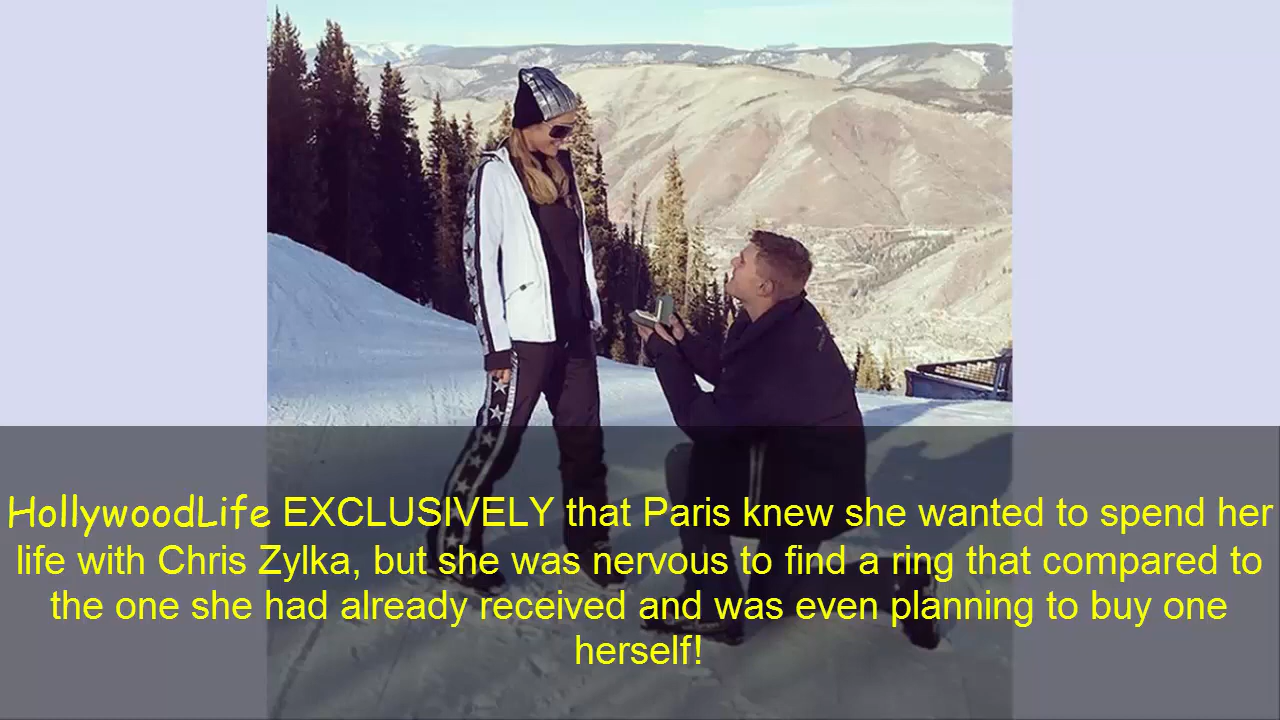 HollywoodLife EXCLUSIVELY that Paris knew she wanted to spend her
life with Chris Zylka, but she was nervous to find a ring that compared to
the one she had already received and was even planning to buy one
herself!